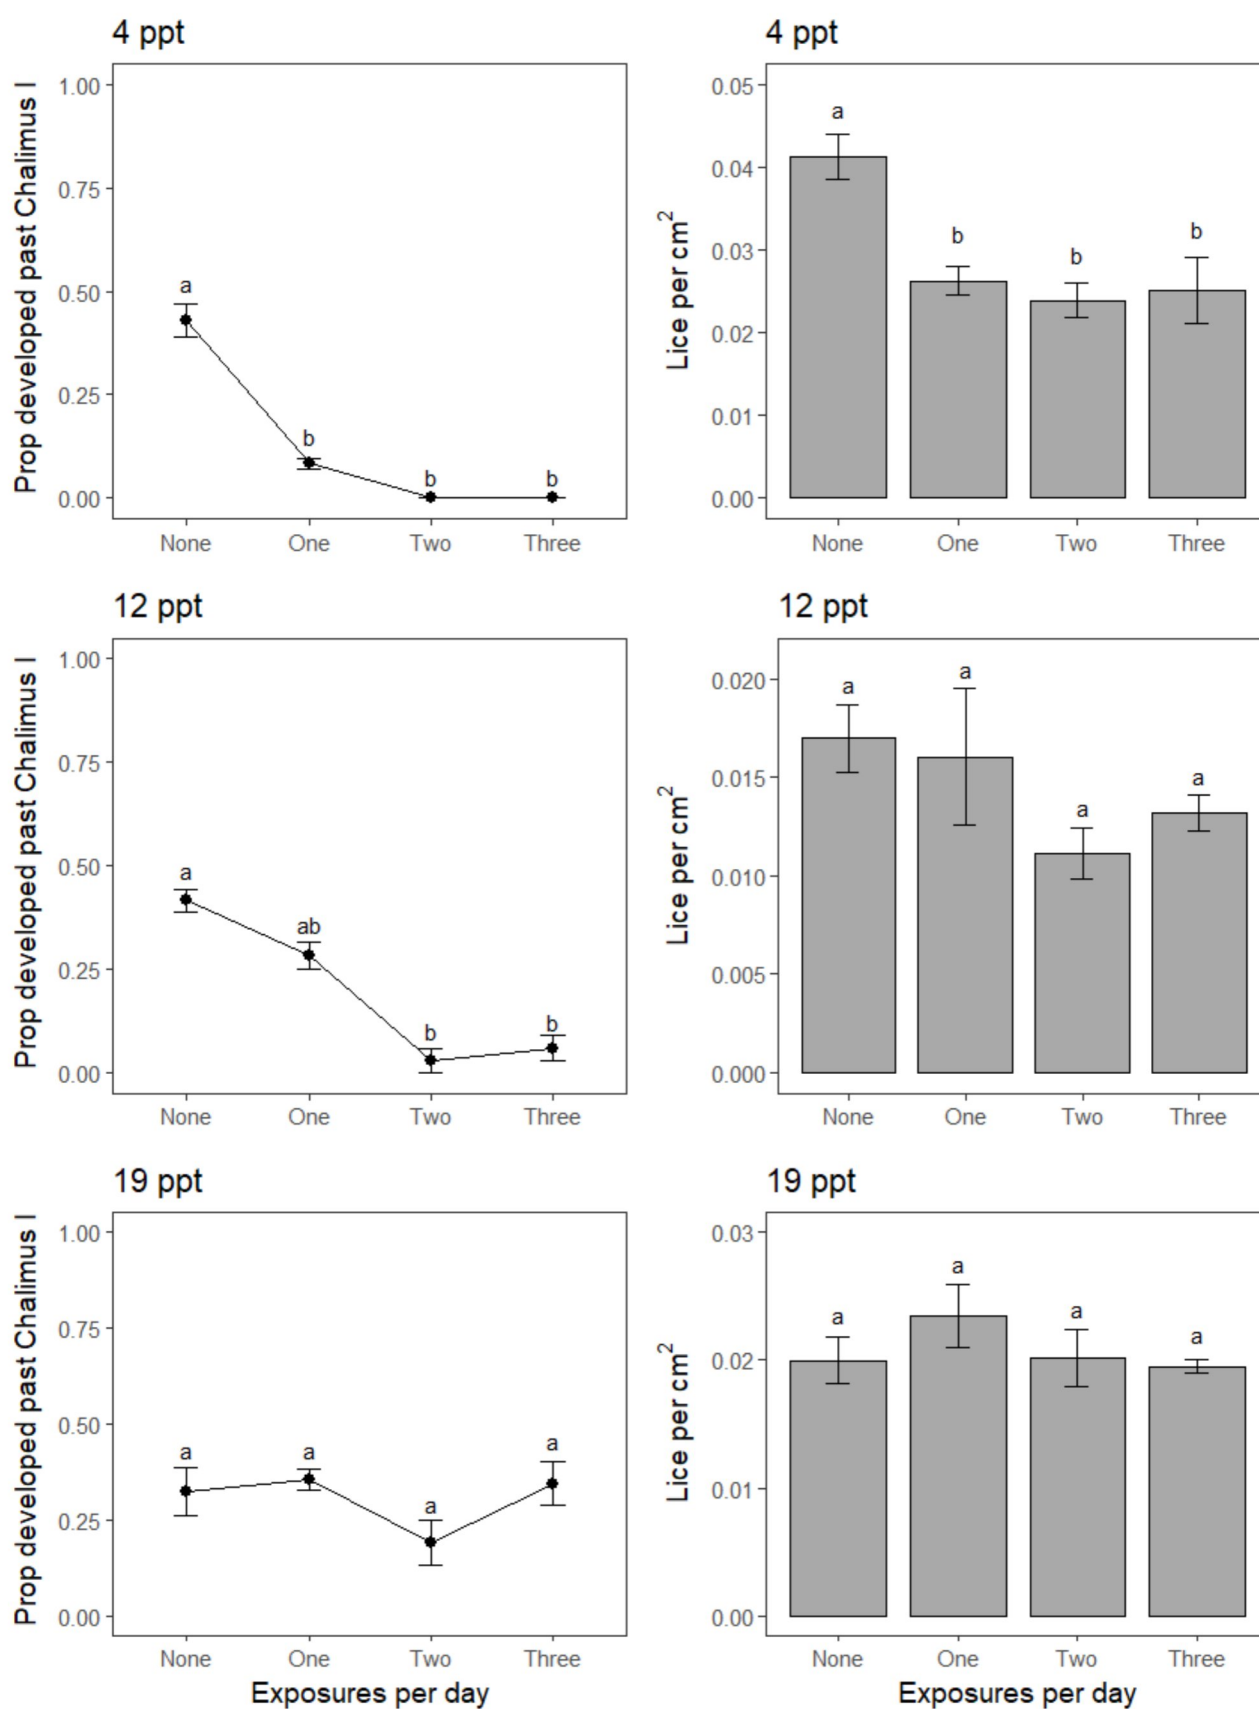 4 ppt
Prop developed past Chalimus I
1.00
0.75
0.50
0.25
0.00
a
b
b
b
None One Two Three
4 ppt
Lice per cm²
0.05
0.04
0.03
0.02
0.01
0.00
a
b
b
b
None One Two Three
12 ppt
Prop developed past Chalimus I
1.00
0.75
0.50
0.25
0.00
a
ab
b
b
None One Two Three
12 ppt
Lice per cm²
0.020
0.015
0.010
0.005
0.000
a
a
a
a
None One Two Three
19 ppt
Prop developed past Chalimus I
1.00
0.75
0.50
0.25
0.00
a
a
a
a
None One Two Three
Exposures per day
19 ppt
Lice per cm²
0.03
0.02
0.01
0.00
a
a
a
a
None One Two Three
Exposures per day